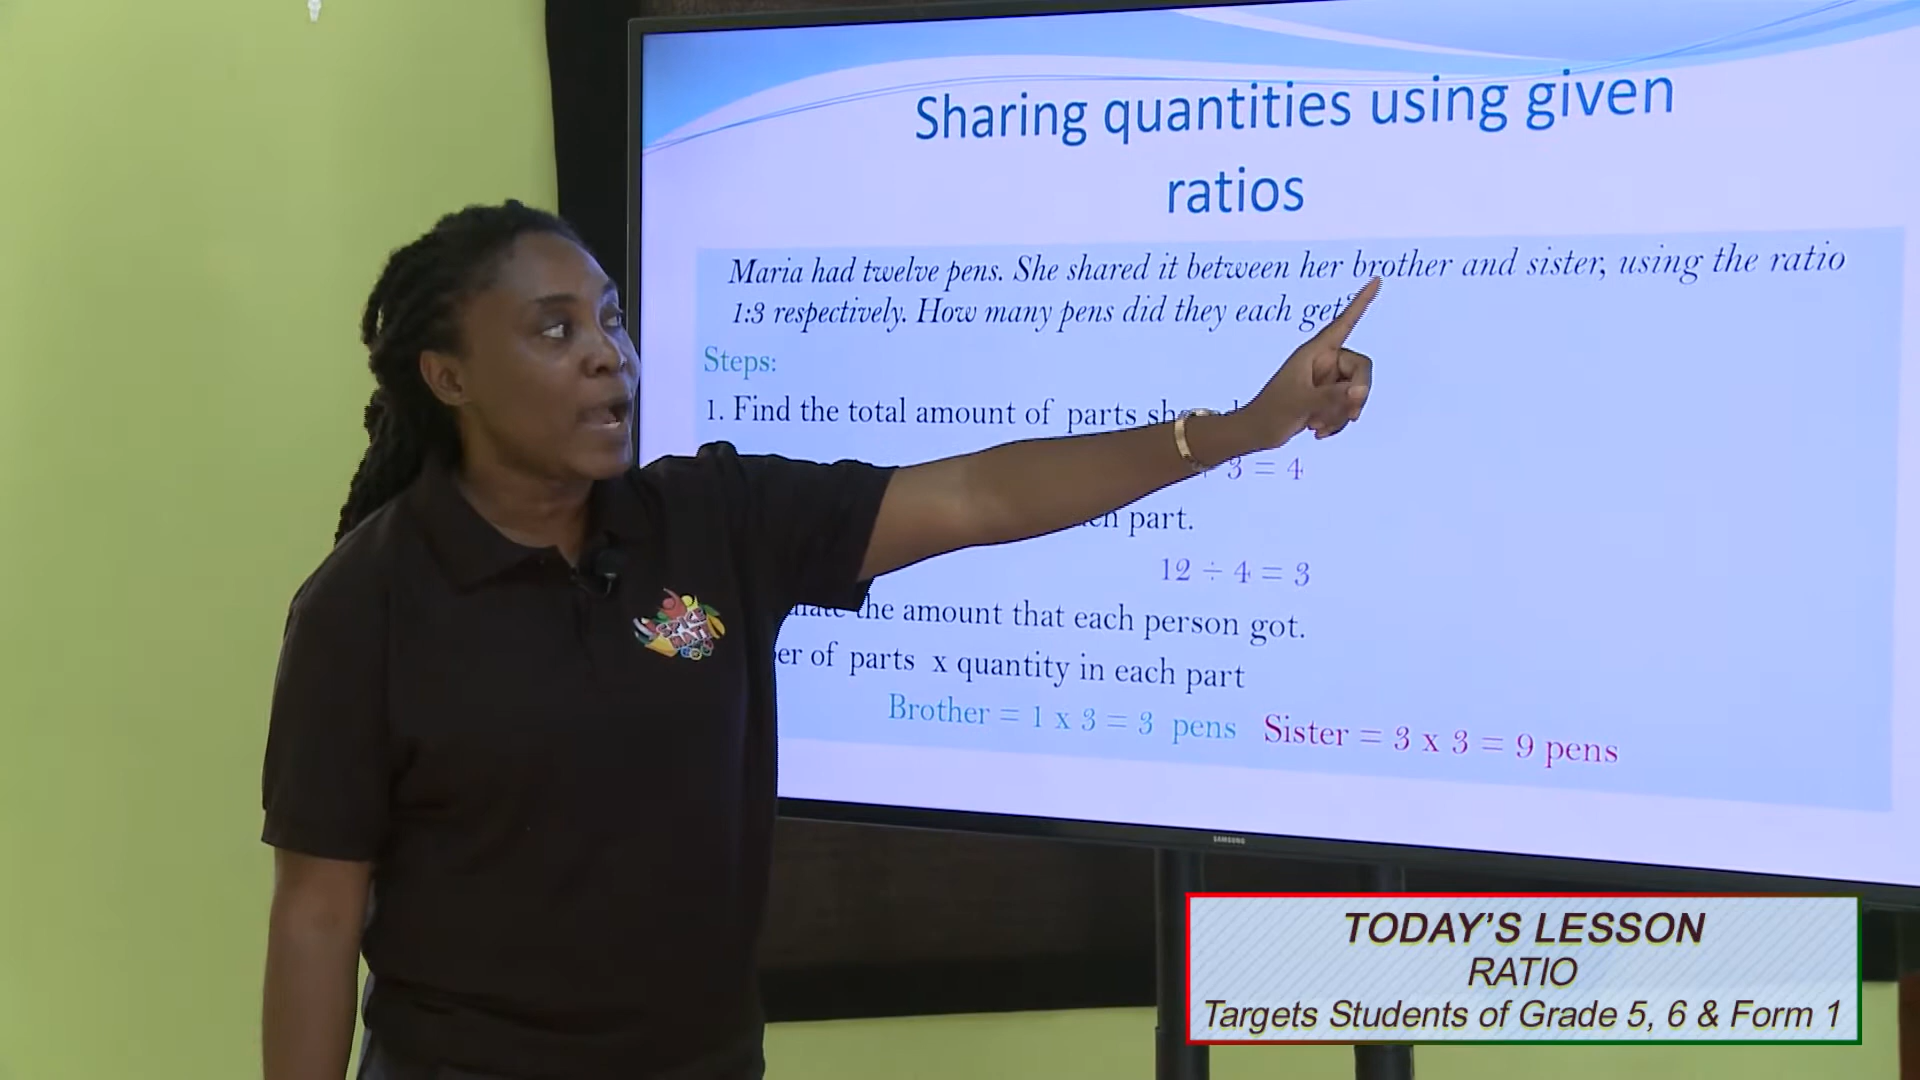 Sharing quantities using given
ratios
Maria had twelve pens. She shared it between her brother and sister, using the ratio
1:3 respectively. How many pens did they each get
Steps:
1. Find the total amount of parts
3 = 4
part.
12 ÷ 4 = 3
the amount that each person got.
of parts x quantity in each part
Brother = 1 x 3 = 3 pens Sister = 3 x 3 = 9 pens
SAMSUNG
TODAY'S LESSON
RATIO
Targets Students of Grade 5, 6 & Form 1